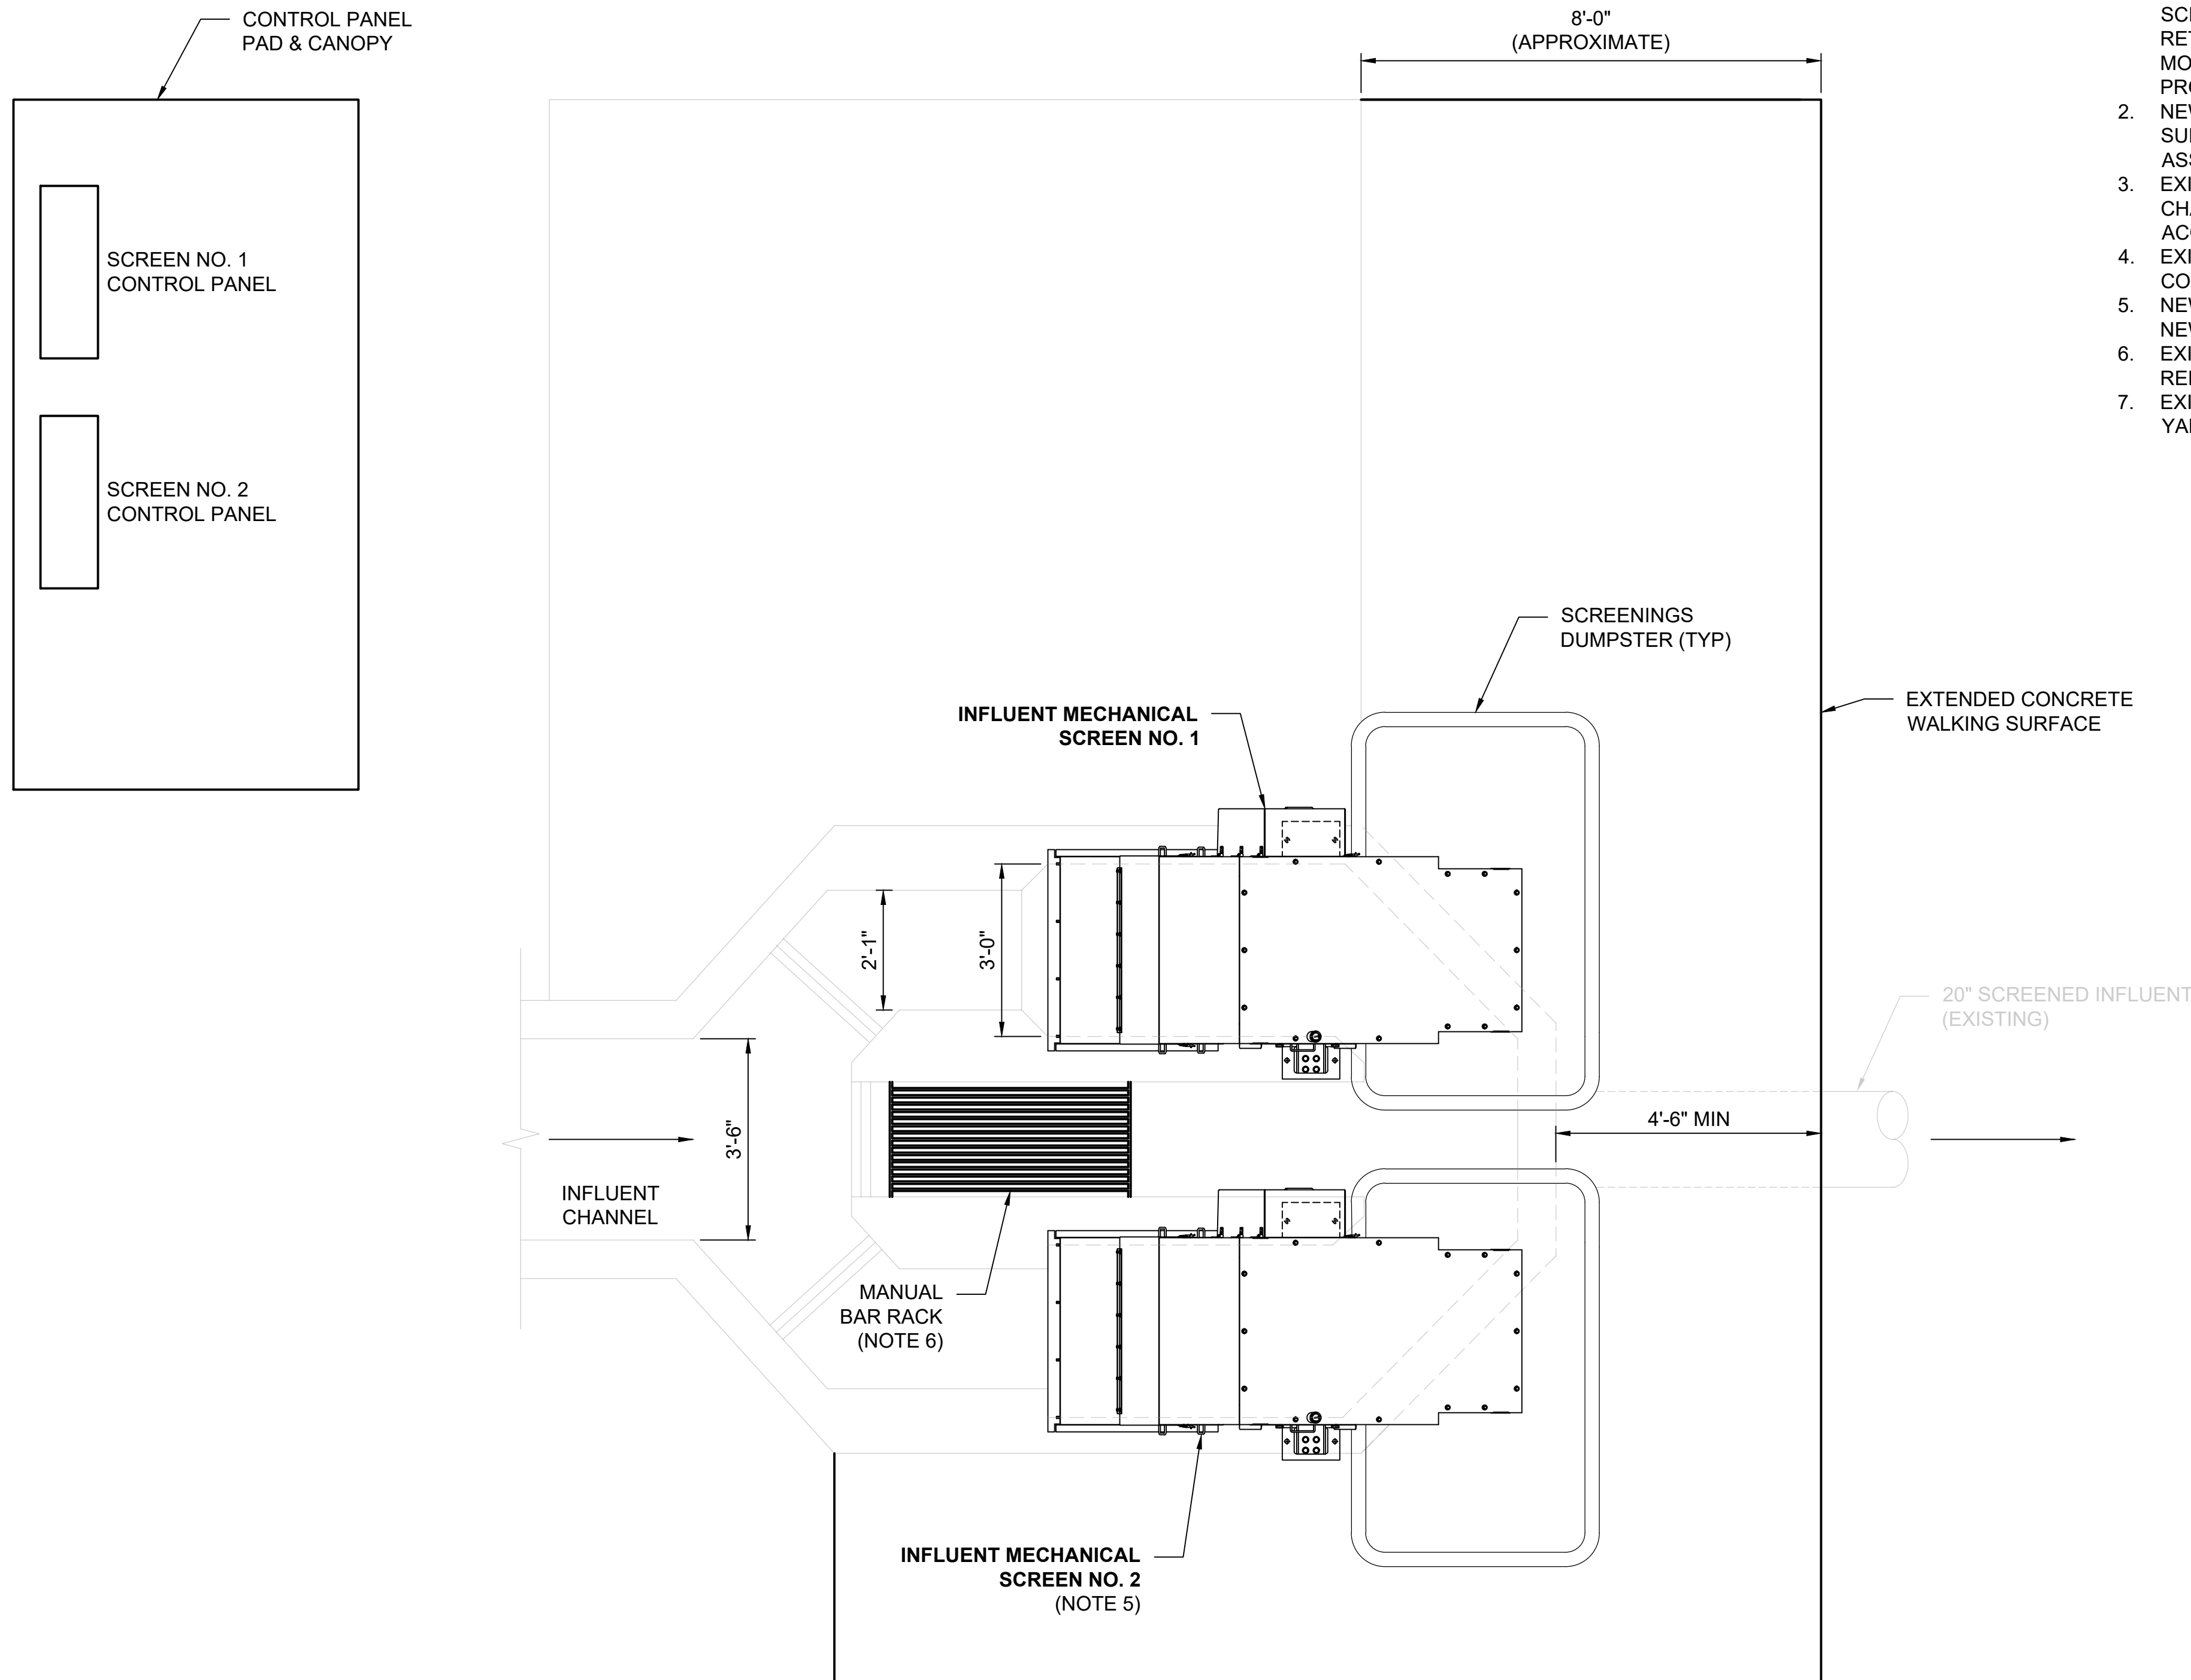 CONTROL PANEL
PAD & CANOPY
8'-0"
(APPROXIMATE)
2.
3.
4.
5.
6.
7.
SCREEN NO. 1
CONTROL PANEL
SCREEN NO. 2
CONTROL PANEL
SCREENINGS
DUMPSTER (TYP)
EXTENDED CONCRETE
WALKING SURFACE
INFLUENT MECHANICAL
SCREEN NO. 1
2'-1"
3'-0"
20" SCREENED INFLUENT
(EXISTING)
3'-6"
4'-6" MIN
INFLUENT
CHANNEL
MANUAL
BAR RACK
(NOTE 6)
INFLUENT MECHANICAL
SCREEN NO. 2
(NOTE 5)